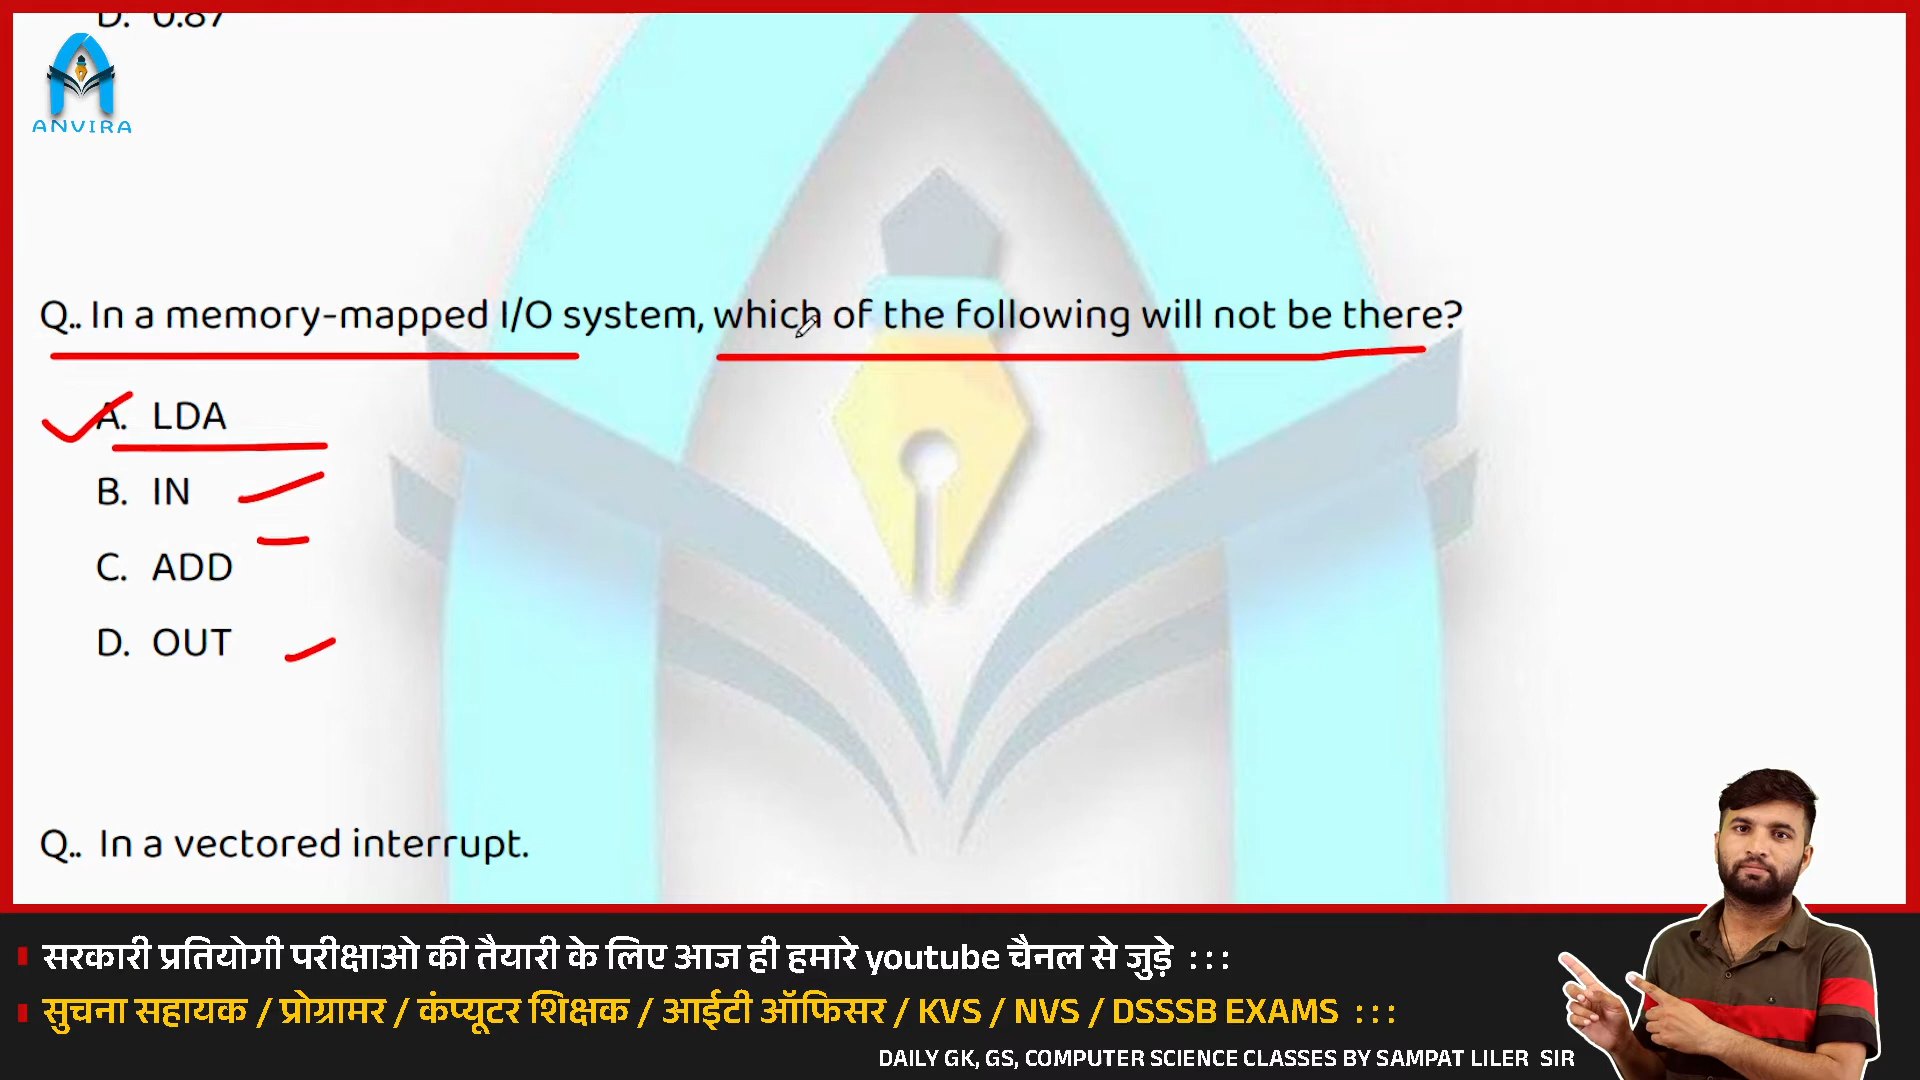 D. 0.87
ANVIRA
Q.. In a memory-mapped I/O system, which of the following will not be there?
A. LDA
B. IN
C. ADD
D. OUT
Q.. In a vectored interrupt.
सरकारी प्रतियोगी परीक्षाओ की तैयारी के लिए आज ही हमारे youtube चैनल से जुड़े :::
सुचना सहायक / प्रोग्रामर / कंप्यूटर शिक्षक / आईटी ऑफिसर / KVS / NVS / DSSSB EXAMS :::
DAILY GK, GS, COMPUTER SCIENCE CLASSES BY SAMPAT LILER SIR